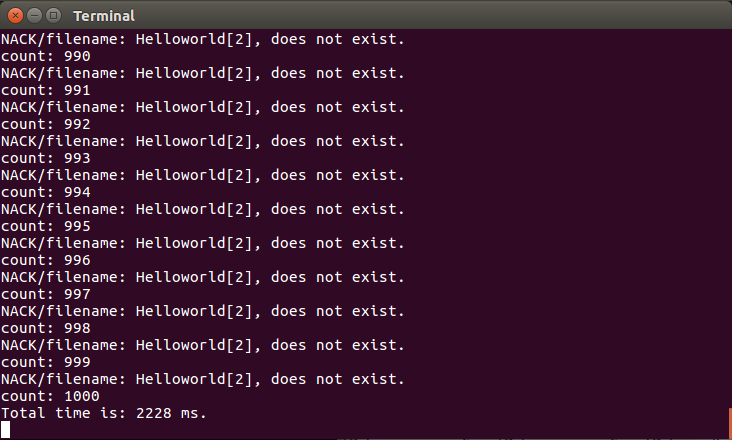 Terminal
NACK/filename: Helloworld[2], does not exist.
count: 990
NACK/filename: Helloworld[2], does not exist.
count: 991
NACK/filename: Helloworld[2], does not exist.
count: 992
NACK/filename: Helloworld[2], does not exist.
count: 993
NACK/filename: Helloworld[2], does not exist.
count: 994
NACK/filename: Helloworld[2], does not exist.
count: 995
NACK/filename: Helloworld[2], does not exist.
count: 996
NACK/filename: Helloworld[2], does not exist.
count: 997
NACK/filename: Helloworld[2], does not exist.
count: 998
NACK/filename: Helloworld[2], does not exist.
count: 999
NACK/filename: Helloworld[2], does not exist.
count: 1000
Total time is: 2228 ms.